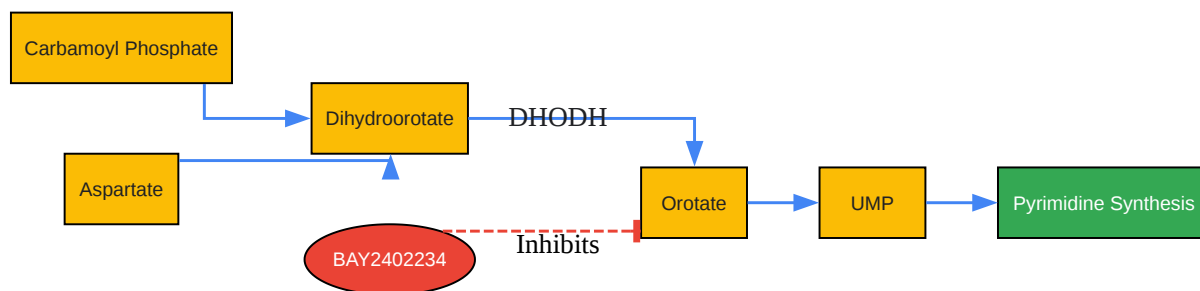 Carbamoyl Phosphate
Dihydroorotate
DHODH
Aspartate
Orotate
UMP
Pyrimidine Synthesis
Inhibits
BAY2402234